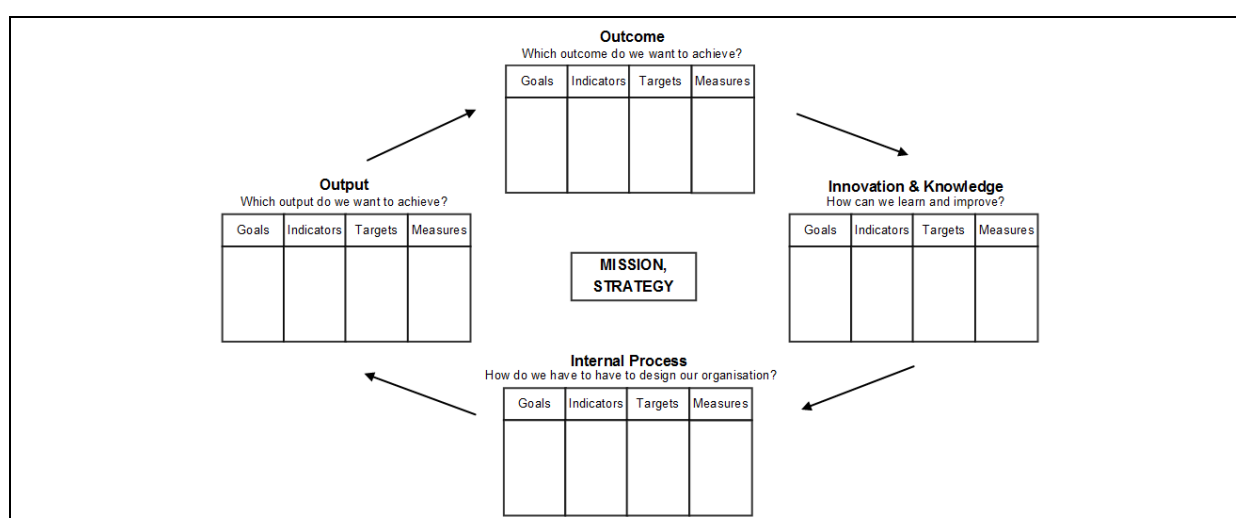 Outcome
Which outcome do we want to achieve?
Goals Indicators Targets Measures
Output
Which output do we want to achieve?
Goals Indicators Targets Measures
Innovation & Knowledge
How can we learn and improve?
Goals Indicators Targets Measures
MISSION,
STRATEGY
Internal Process
How do we have to have to design our organisation?
Goals Indicators Targets Measures